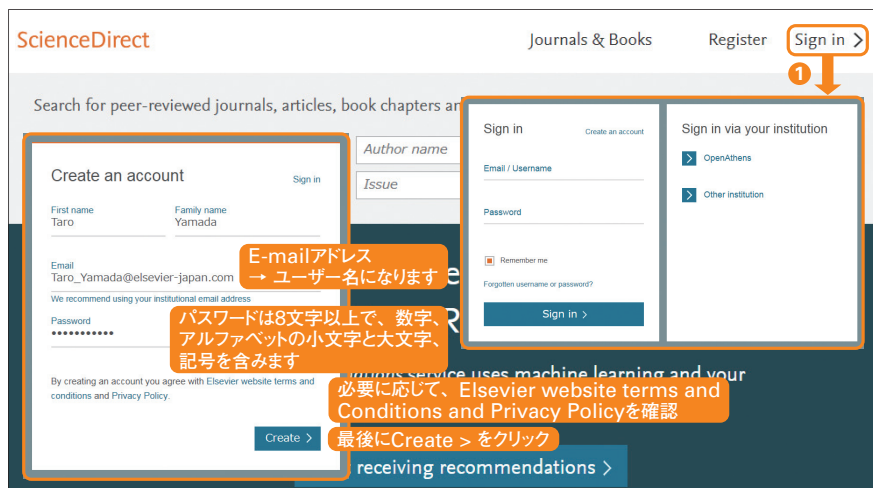 ScienceDirect
Journals & Books
Register
Sign in >
1
Search for peer-reviewed journals, articles, book chapters an
Author name
Issue
Create an account
Sign in
First name
Family name
Taro
Yamada
Email
Taro_Yamada@elsevier-japan.com
We recommend using your institutional email address
Password
•••••••••••
By creating an account you agree with Elsevier website terms and
conditions and Privacy Policy.
Create >
E-mailアドレス
→ ユーザー名になります
パスワードは8文字以上で、数字、
アルファベットの小文字と大文字、
記号を含みます
必要に応じて、Elsevier website terms and
Conditions and Privacy Policyを確認
最後にCreate > をクリック
Sign in
Create an account
Email / Username
Password
Remember me
Forgotten username or password?
Sign in >
Sign in via your institution
> OpenAthens
> Other institution
e
R
service uses machine learning and your
receiving recommendations >